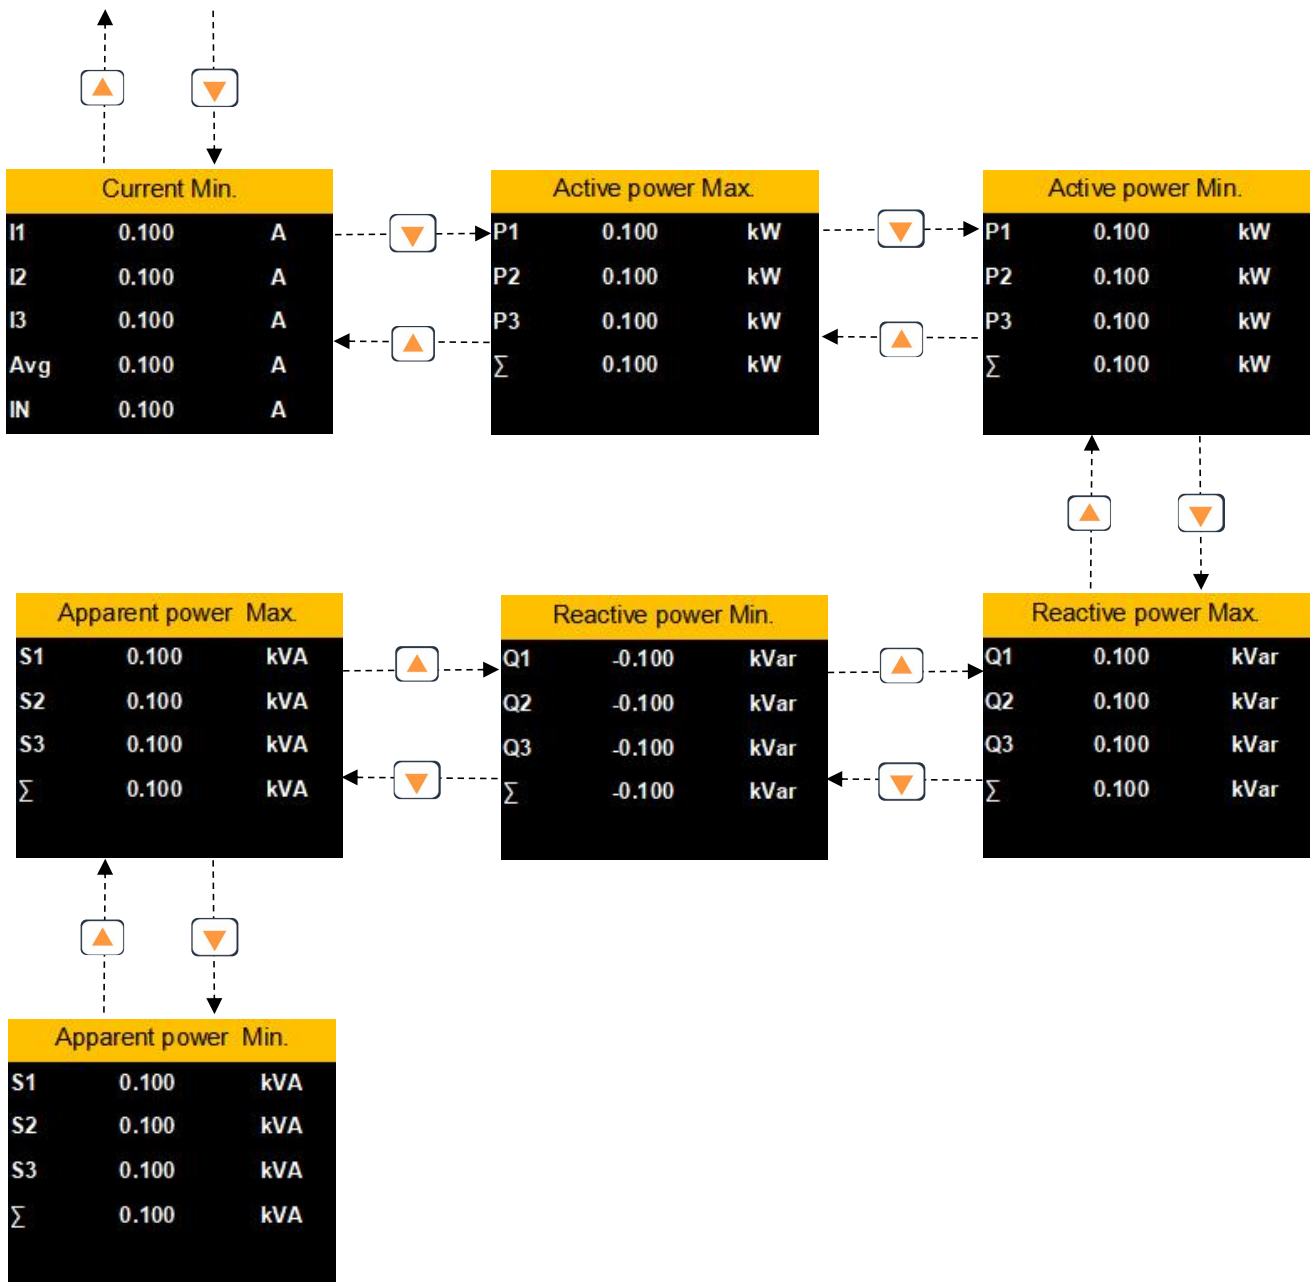 Current Min.
I1 0.100 A
I2 0.100 A
I3 0.100 A
Avg 0.100 A
IN 0.100 A
Active power Max.
P1 0.100 kW
P2 0.100 kW
P3 0.100 kW
∑ 0.100 kW
Active power Min.
P1 0.100 kW
P2 0.100 kW
P3 0.100 kW
∑ 0.100 kW
Apparent power Max.
S1 0.100 kVA
S2 0.100 kVA
S3 0.100 kVA
∑ 0.100 kVA
Reactive power Min.
Q1 -0.100 kVar
Q2 -0.100 kVar
Q3 -0.100 kVar
∑ -0.100 kVar
Reactive power Max.
Q1 0.100 kVar
Q2 0.100 kVar
Q3 0.100 kVar
∑ 0.100 kVar
Apparent power Min.
S1 0.100 kVA
S2 0.100 kVA
S3 0.100 kVA
∑ 0.100 kVA